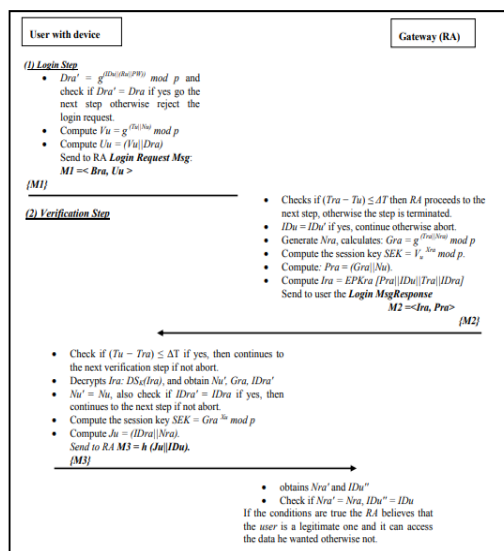 User with device
Gateway (RA)
(1) Login Step
• Dra' = g^(IDu||(Ru||PW)) mod p and
check if Dra' = Dra if yes go the
next step otherwise reject the
login request.
• Compute Vu = g^(Tu||Nu) mod p
• Compute Uu = (Vu||Dra)
Send to RA Login Request Msg:
M1 =< Bra, Uu >
{M1}
(2) Verification Step
• Checks if (Tra − Tu) ≤ ΔT then RA proceeds to the
next step, otherwise the step is terminated.
• IDu = IDu' if yes, continue otherwise abort.
• Generate Nra, calculates: Gra = g^(Tra||Nra) mod p
• Compute the session key SEK = V_u^Xra mod p.
• Compute: Pra = (Gra||Nu).
• Compute Ira = EPKra [Pra||IDu||Tra||IDra]
Send to user the Login MsgResponse
M2 =<Ira, Pra>
{M2}
• Check if (Tu − Tra) ≤ ΔT if yes, then continues to
the next verification step if not abort.
• Decrypts Ira: DS_K(Ira), and obtain Nu', Gra, IDra'
• Nu' = Nu, also check if IDra' = IDra if yes, then
continues to the next step if not abort.
• Compute the session key SEK = Gra^Xu mod p
• Compute Ju = (IDra||Nra).
Send to RA M3 = h (Ju||IDu).
{M3}
• obtains Nra' and IDu"
• Check if Nra' = Nra, IDu" = IDu
If the conditions are true the RA believes that
the user is a legitimate one and it can access
the data he wanted otherwise not.